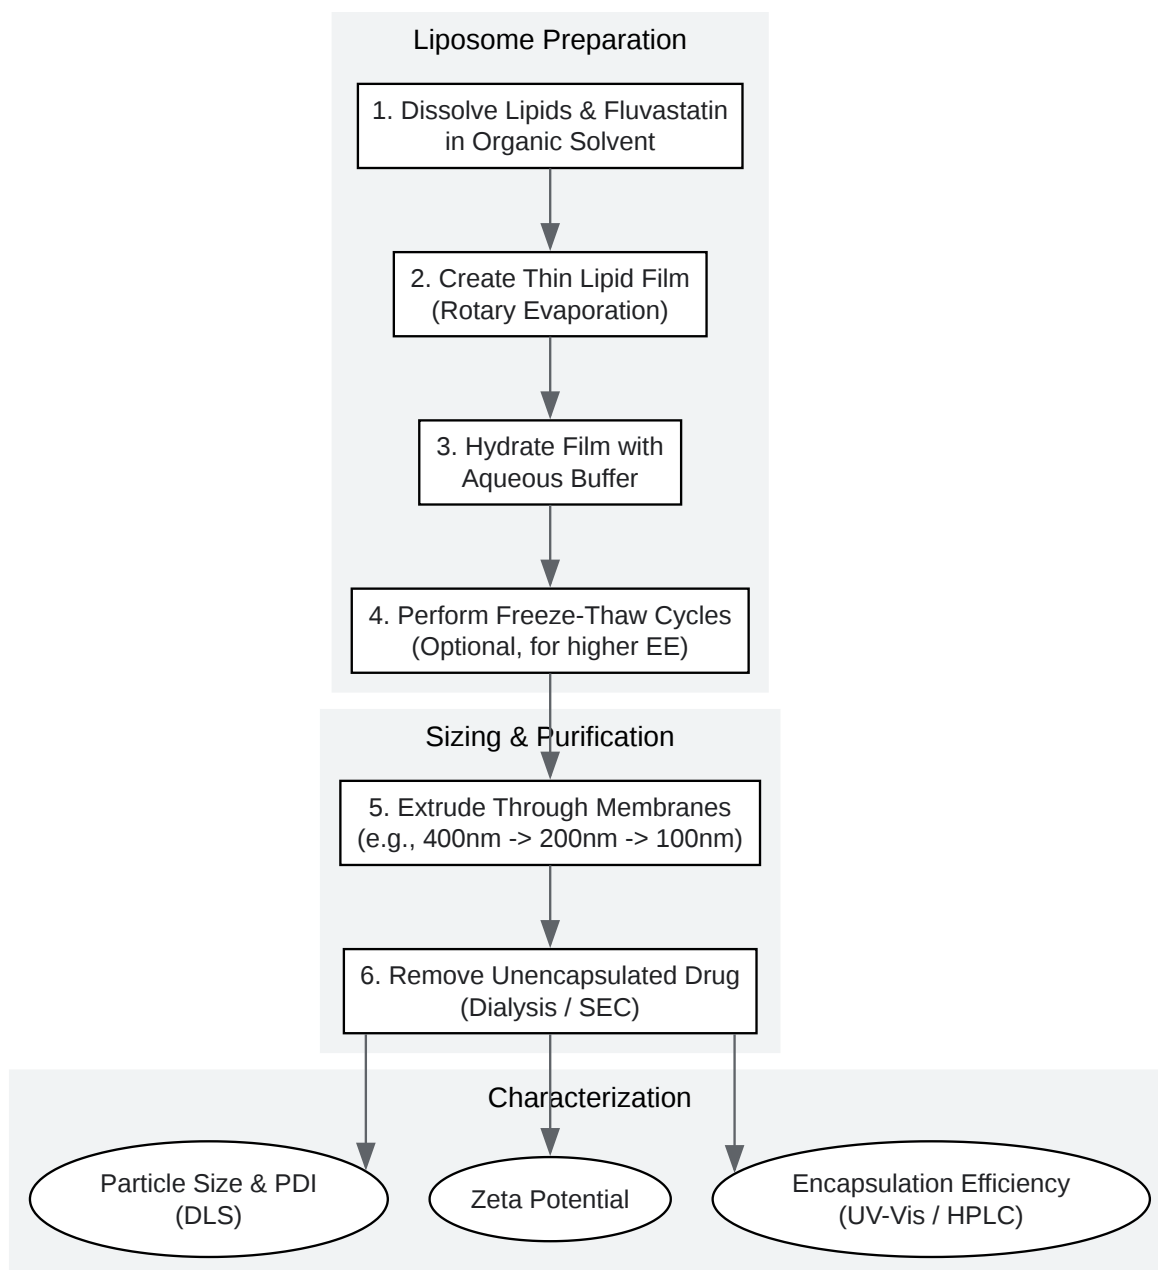 Liposome Preparation
1. Dissolve Lipids & Fluvastatin
in Organic Solvent
2. Create Thin Lipid Film
(Rotary Evaporation)
3. Hydrate Film with
Aqueous Buffer
4. Perform Freeze-Thaw Cycles
(Optional, for higher EE)
Sizing & Purification
5. Extrude Through Membranes
(e.g., 400nm -> 200nm -> 100nm)
6. Remove Unencapsulated Drug
(Dialysis / SEC)
Characterization
Particle Size & PDI
(DLS)
Zeta Potential
Encapsulation Efficiency
(UV-Vis / HPLC)